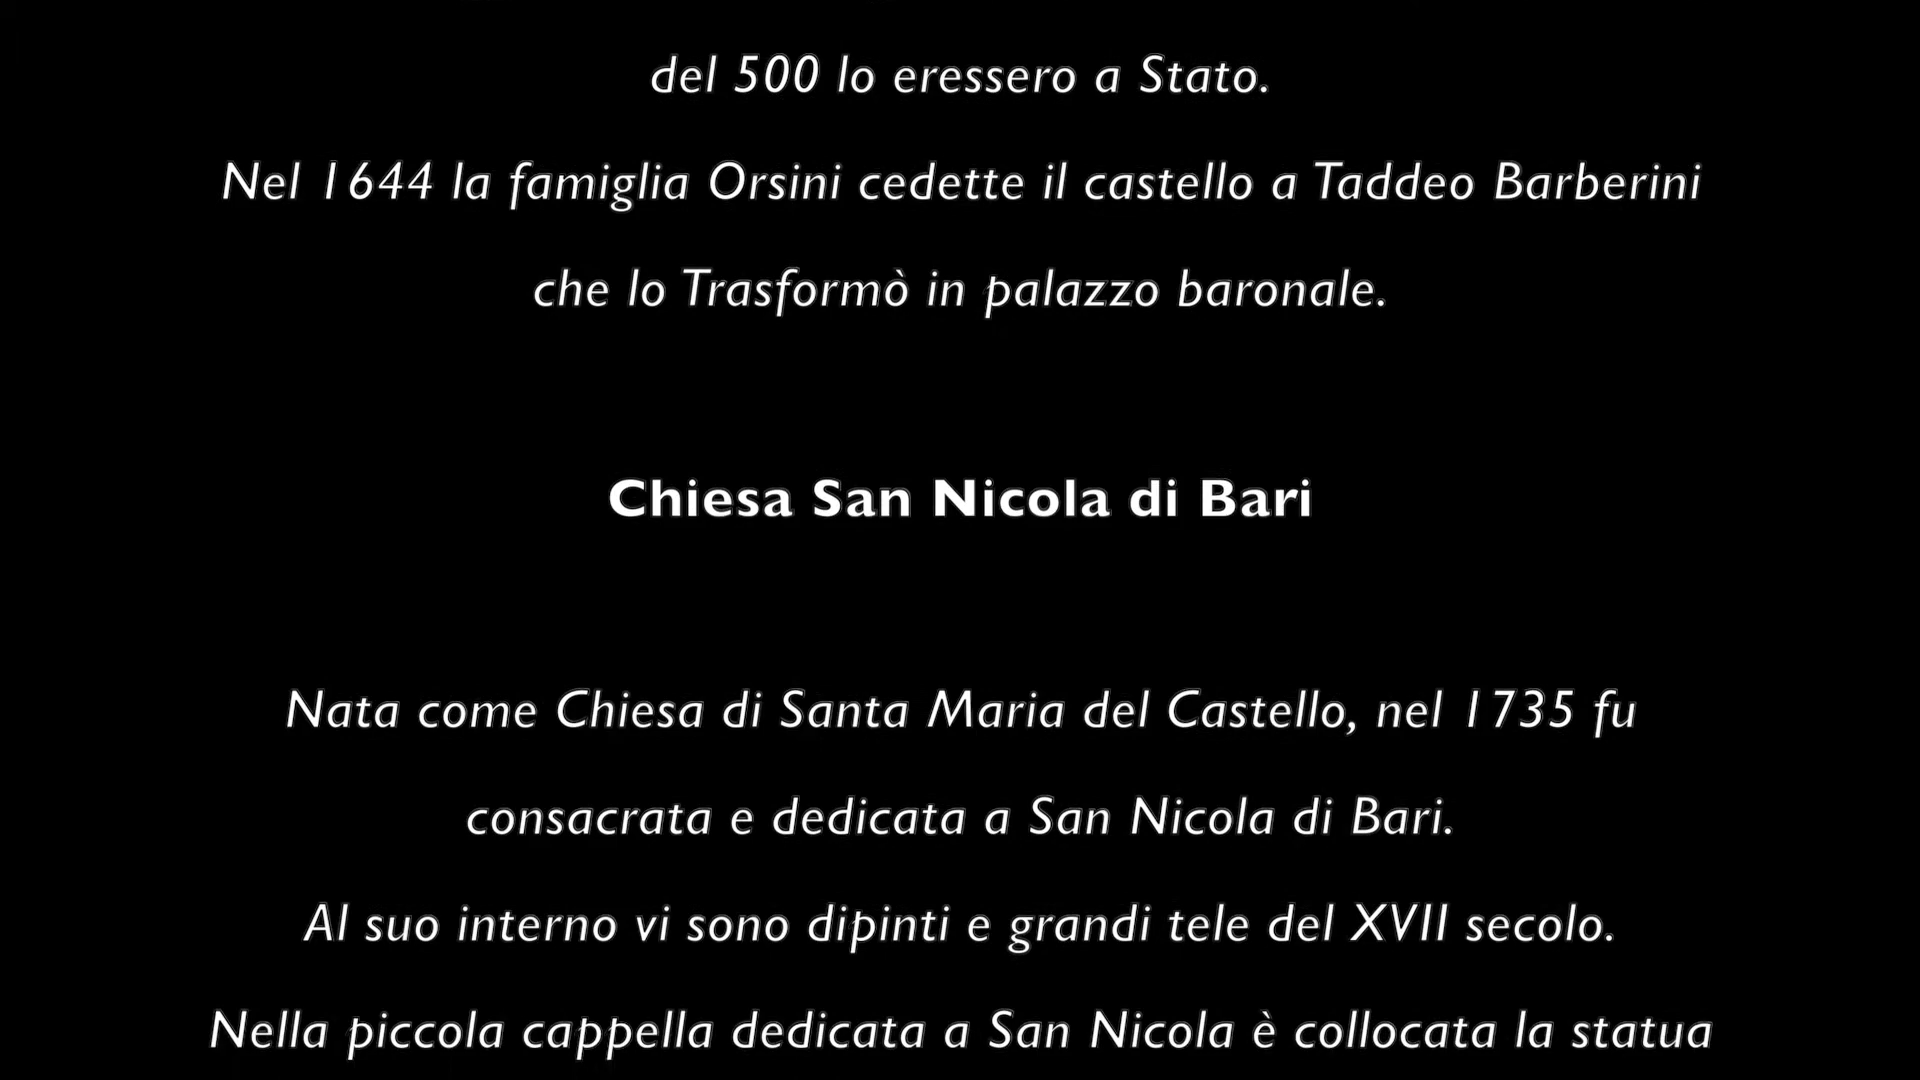 del 500 lo eressero a Stato.
Nel 1644 la famiglia Orsini cedette il castello a Taddeo Barberini
che lo Trasformò in palazzo baronale.
Chiesa San Nicola di Bari
Nata come Chiesa di Santa Maria del Castello, nel 1735 fu
consacrata e dedicata a San Nicola di Bari.
Al suo interno vi sono dipinti e grandi tele del XVII secolo.
Nella piccola cappella dedicata a San Nicola è collocata la statua